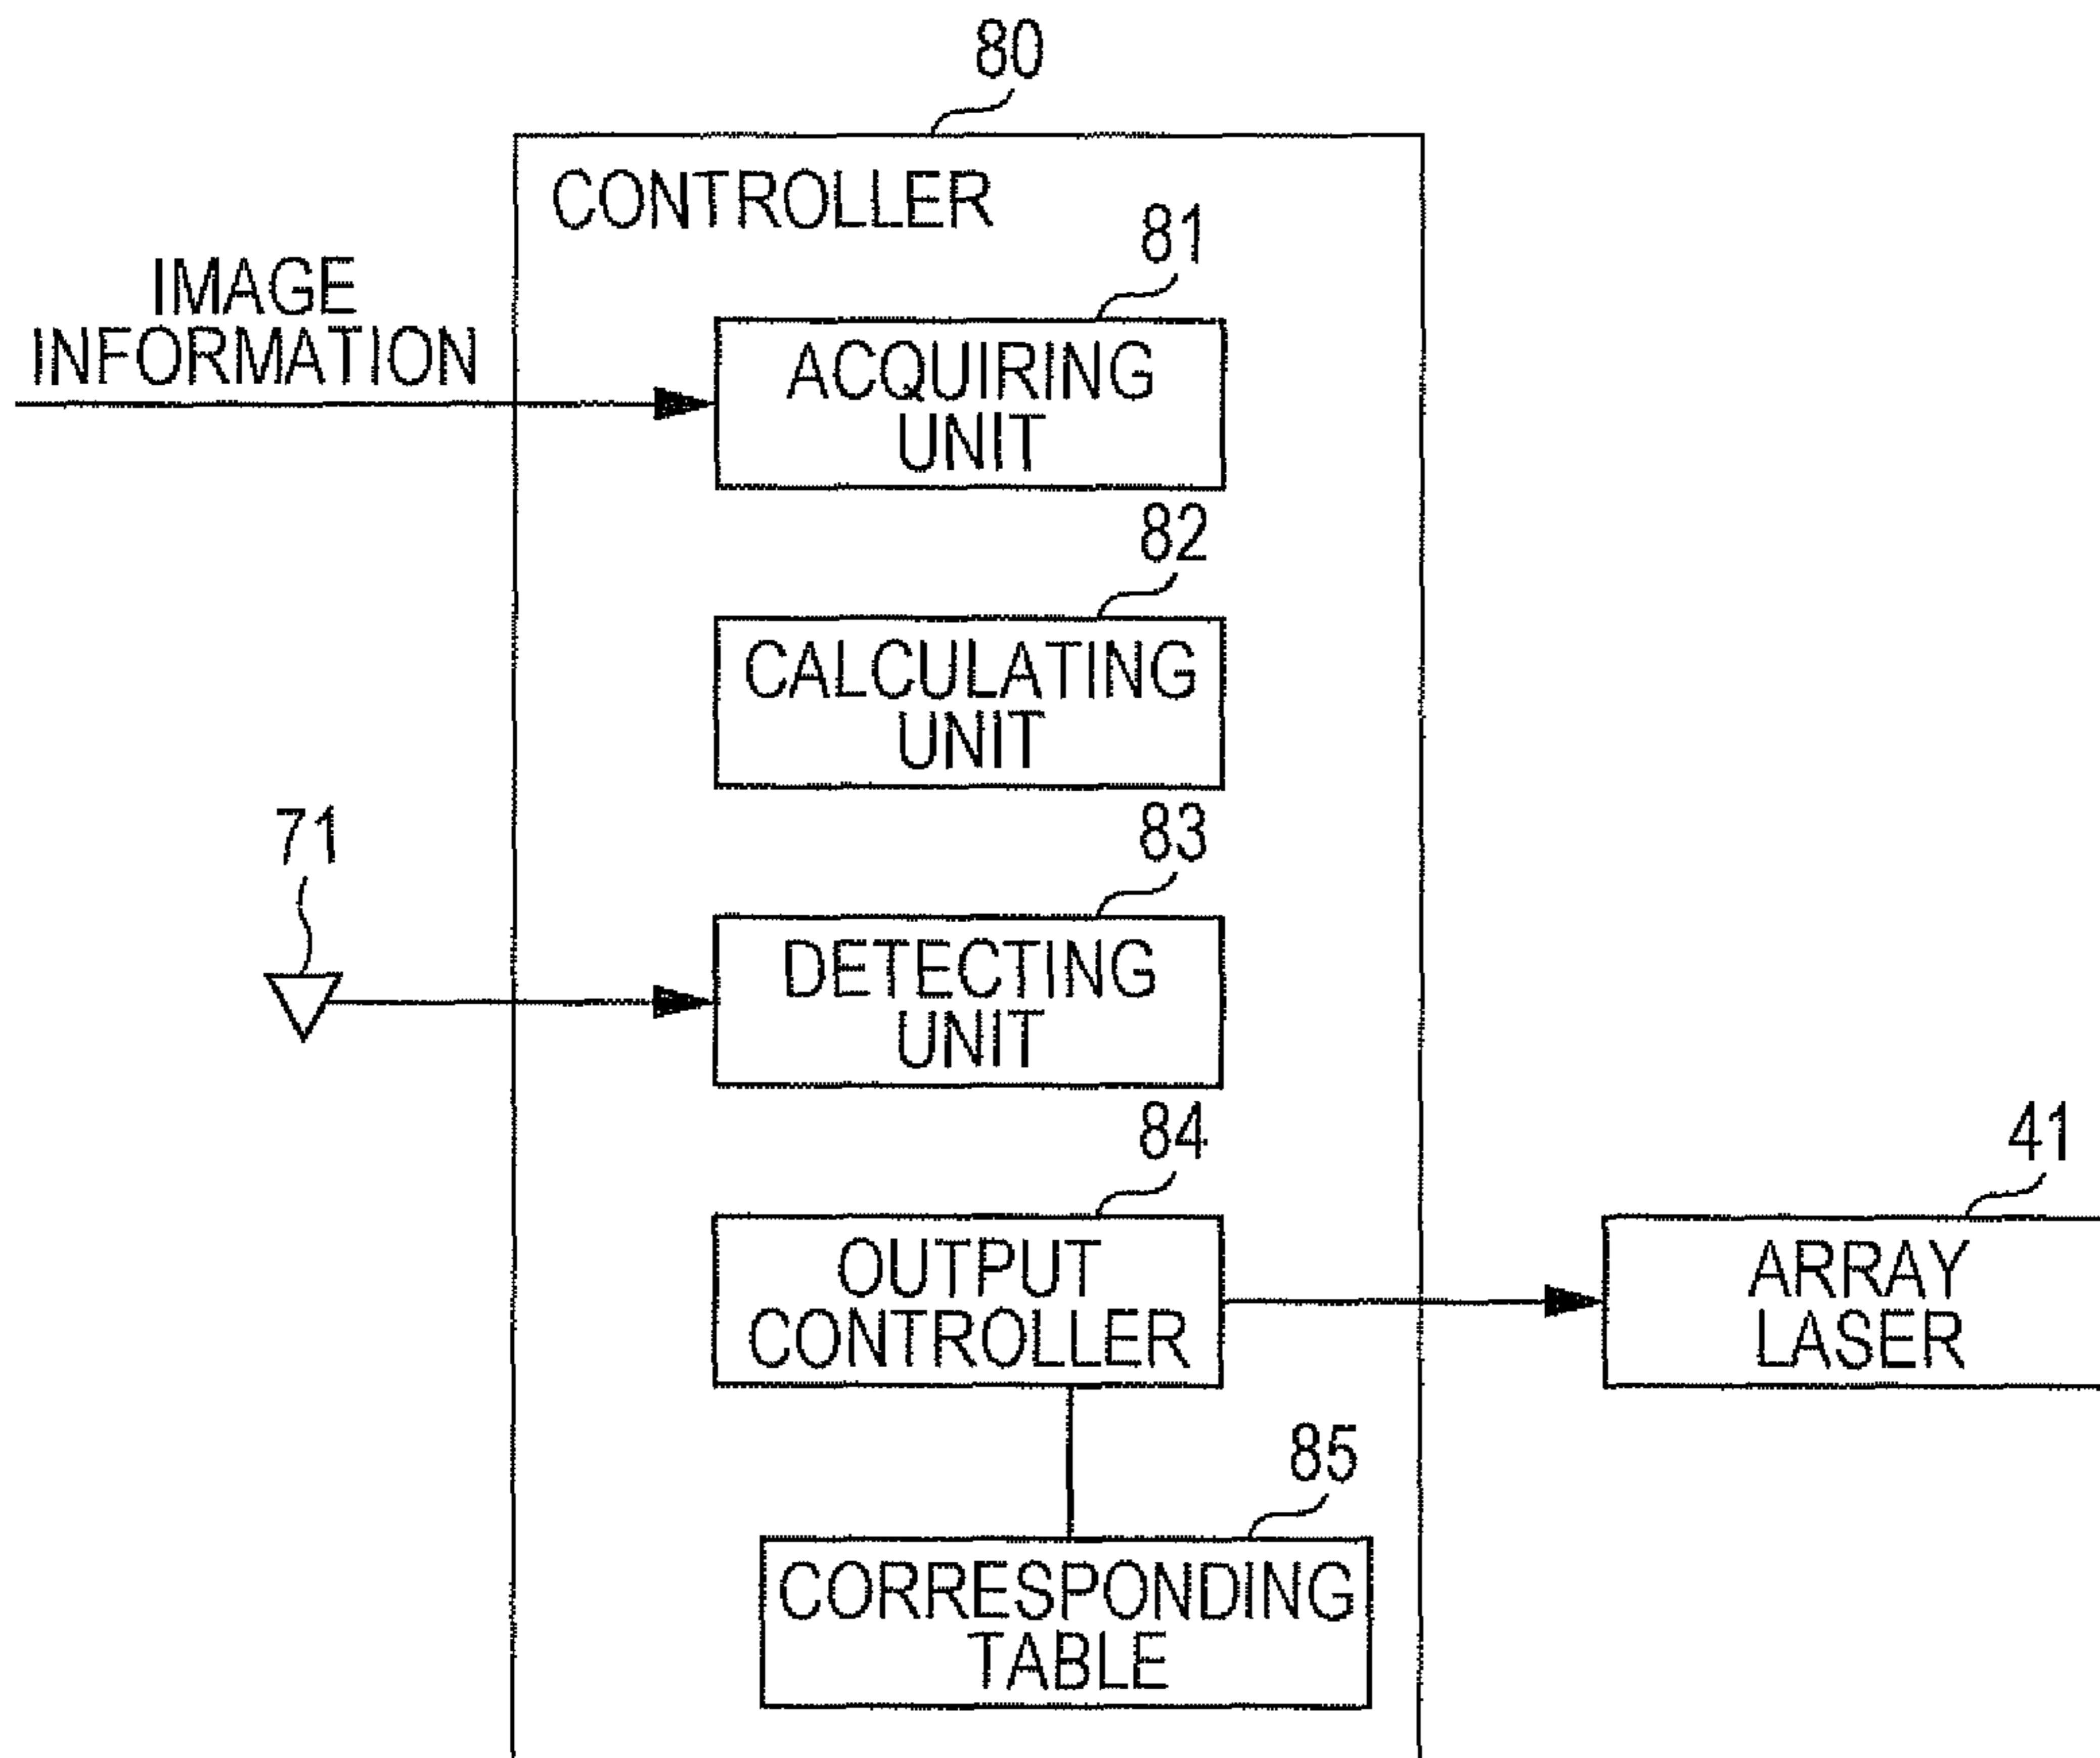 80
CONTROLLER
81
IMAGE
INFORMATION
ACQUIRING
UNIT
82
CALCULATING
UNIT
71
83
DETECTING
UNIT
84
OUTPUT
CONTROLLER
41
ARRAY
LASER
85
CORRESPONDING
TABLE